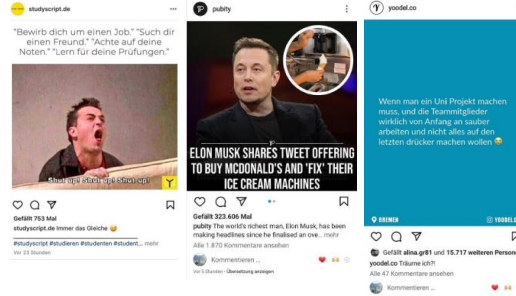 studyscript.de
"Bewirb dich um einen Job." "Such dir
einen Freund." "Achte auf deine
Noten." "Lern für deine Prüfungen."
Shut up! Shut up! Shut up!
Gefällt 753 Mal
studyscript.de Immer das Gleiche 😅
#studyscript #studieren #studenten #student... mehr
Vor 23 Stunden
pubity
ELON MUSK SHARES TWEET OFFERING
TO BUY MCDONALD'S AND 'FIX' THEIR
ICE CREAM MACHINES
Gefällt 323.606 Mal
pubity The world's richest man, Elon Musk, has been
making headlines since he finalised an ove... mehr
Alle 1.870 Kommentare ansehen
Kommentieren ...
Vor 5 Stunden · Übersetzung anzeigen
yoodel.co
Wenn man ein Uni Projekt machen
muss, und die Teammitglieder
wirklich von Anfang an sauber
arbeiten und nicht alles auf den
letzten drücker machen wollen 😭
BREMEN
YOODEL.C
Gefällt alina.gr81 und 15.717 weiteren Persone
yoodel.co Träume ich?!
Alle 47 Kommentare ansehen
Kommentieren ...